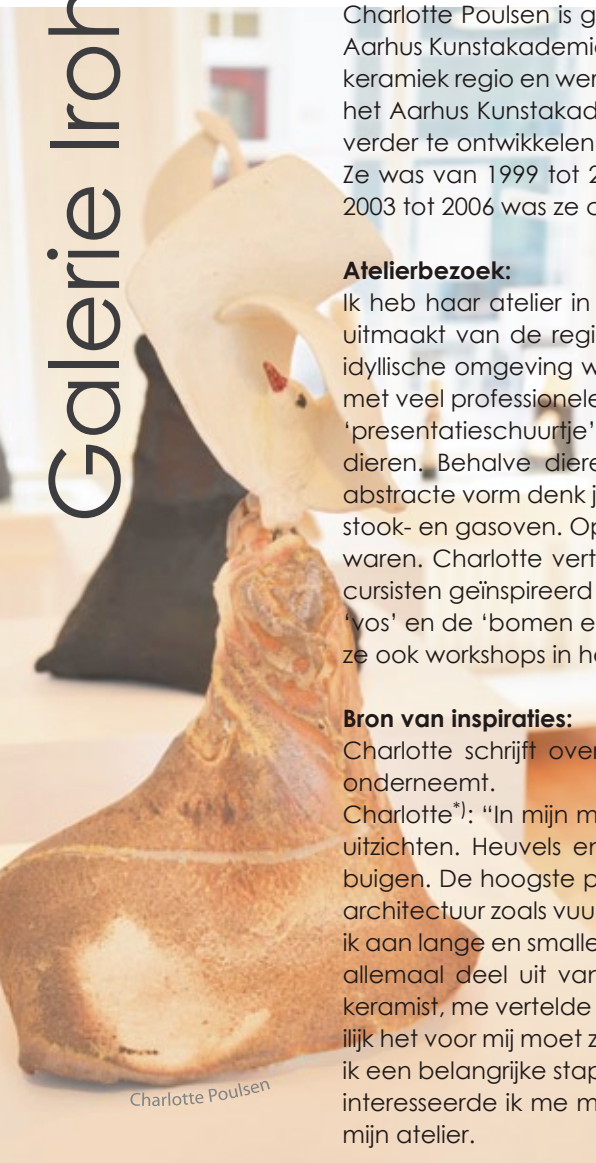 Galerie Iroh
Charlotte Poulsen is g
Aarhus Kunstakademie
keramiek regio en wer
het Aarhus Kunstakad
verder te ontwikkelen
Ze was van 1999 tot 2
2003 tot 2006 was ze
Atelierbezoek:
Ik heb haar atelier in
uitmaakt van de regi
idyllische omgeving w
met veel professionele
‘presentatieschuurtje’
dieren. Behalve diere
abstracte vorm denk j
stook- en gasoven. Op
waren. Charlotte vert
cursisten geïnspireerd
‘vos’ en de ‘bomen e
ze ook workshops in he
Bron van inspiraties:
Charlotte schrijft over
onderneemt.
Charlotte*): “In mijn m
uitzichten. Heuvels en
buigen. De hoogste p
architectuur zoals vuu
ik aan lange en smalle
allemaal deel uit van
keramist, me vertelde
ilijk het voor mij moet z
ik een belangrijke stap
interesseerde ik me m
mijn atelier.
Charlotte Poulsen